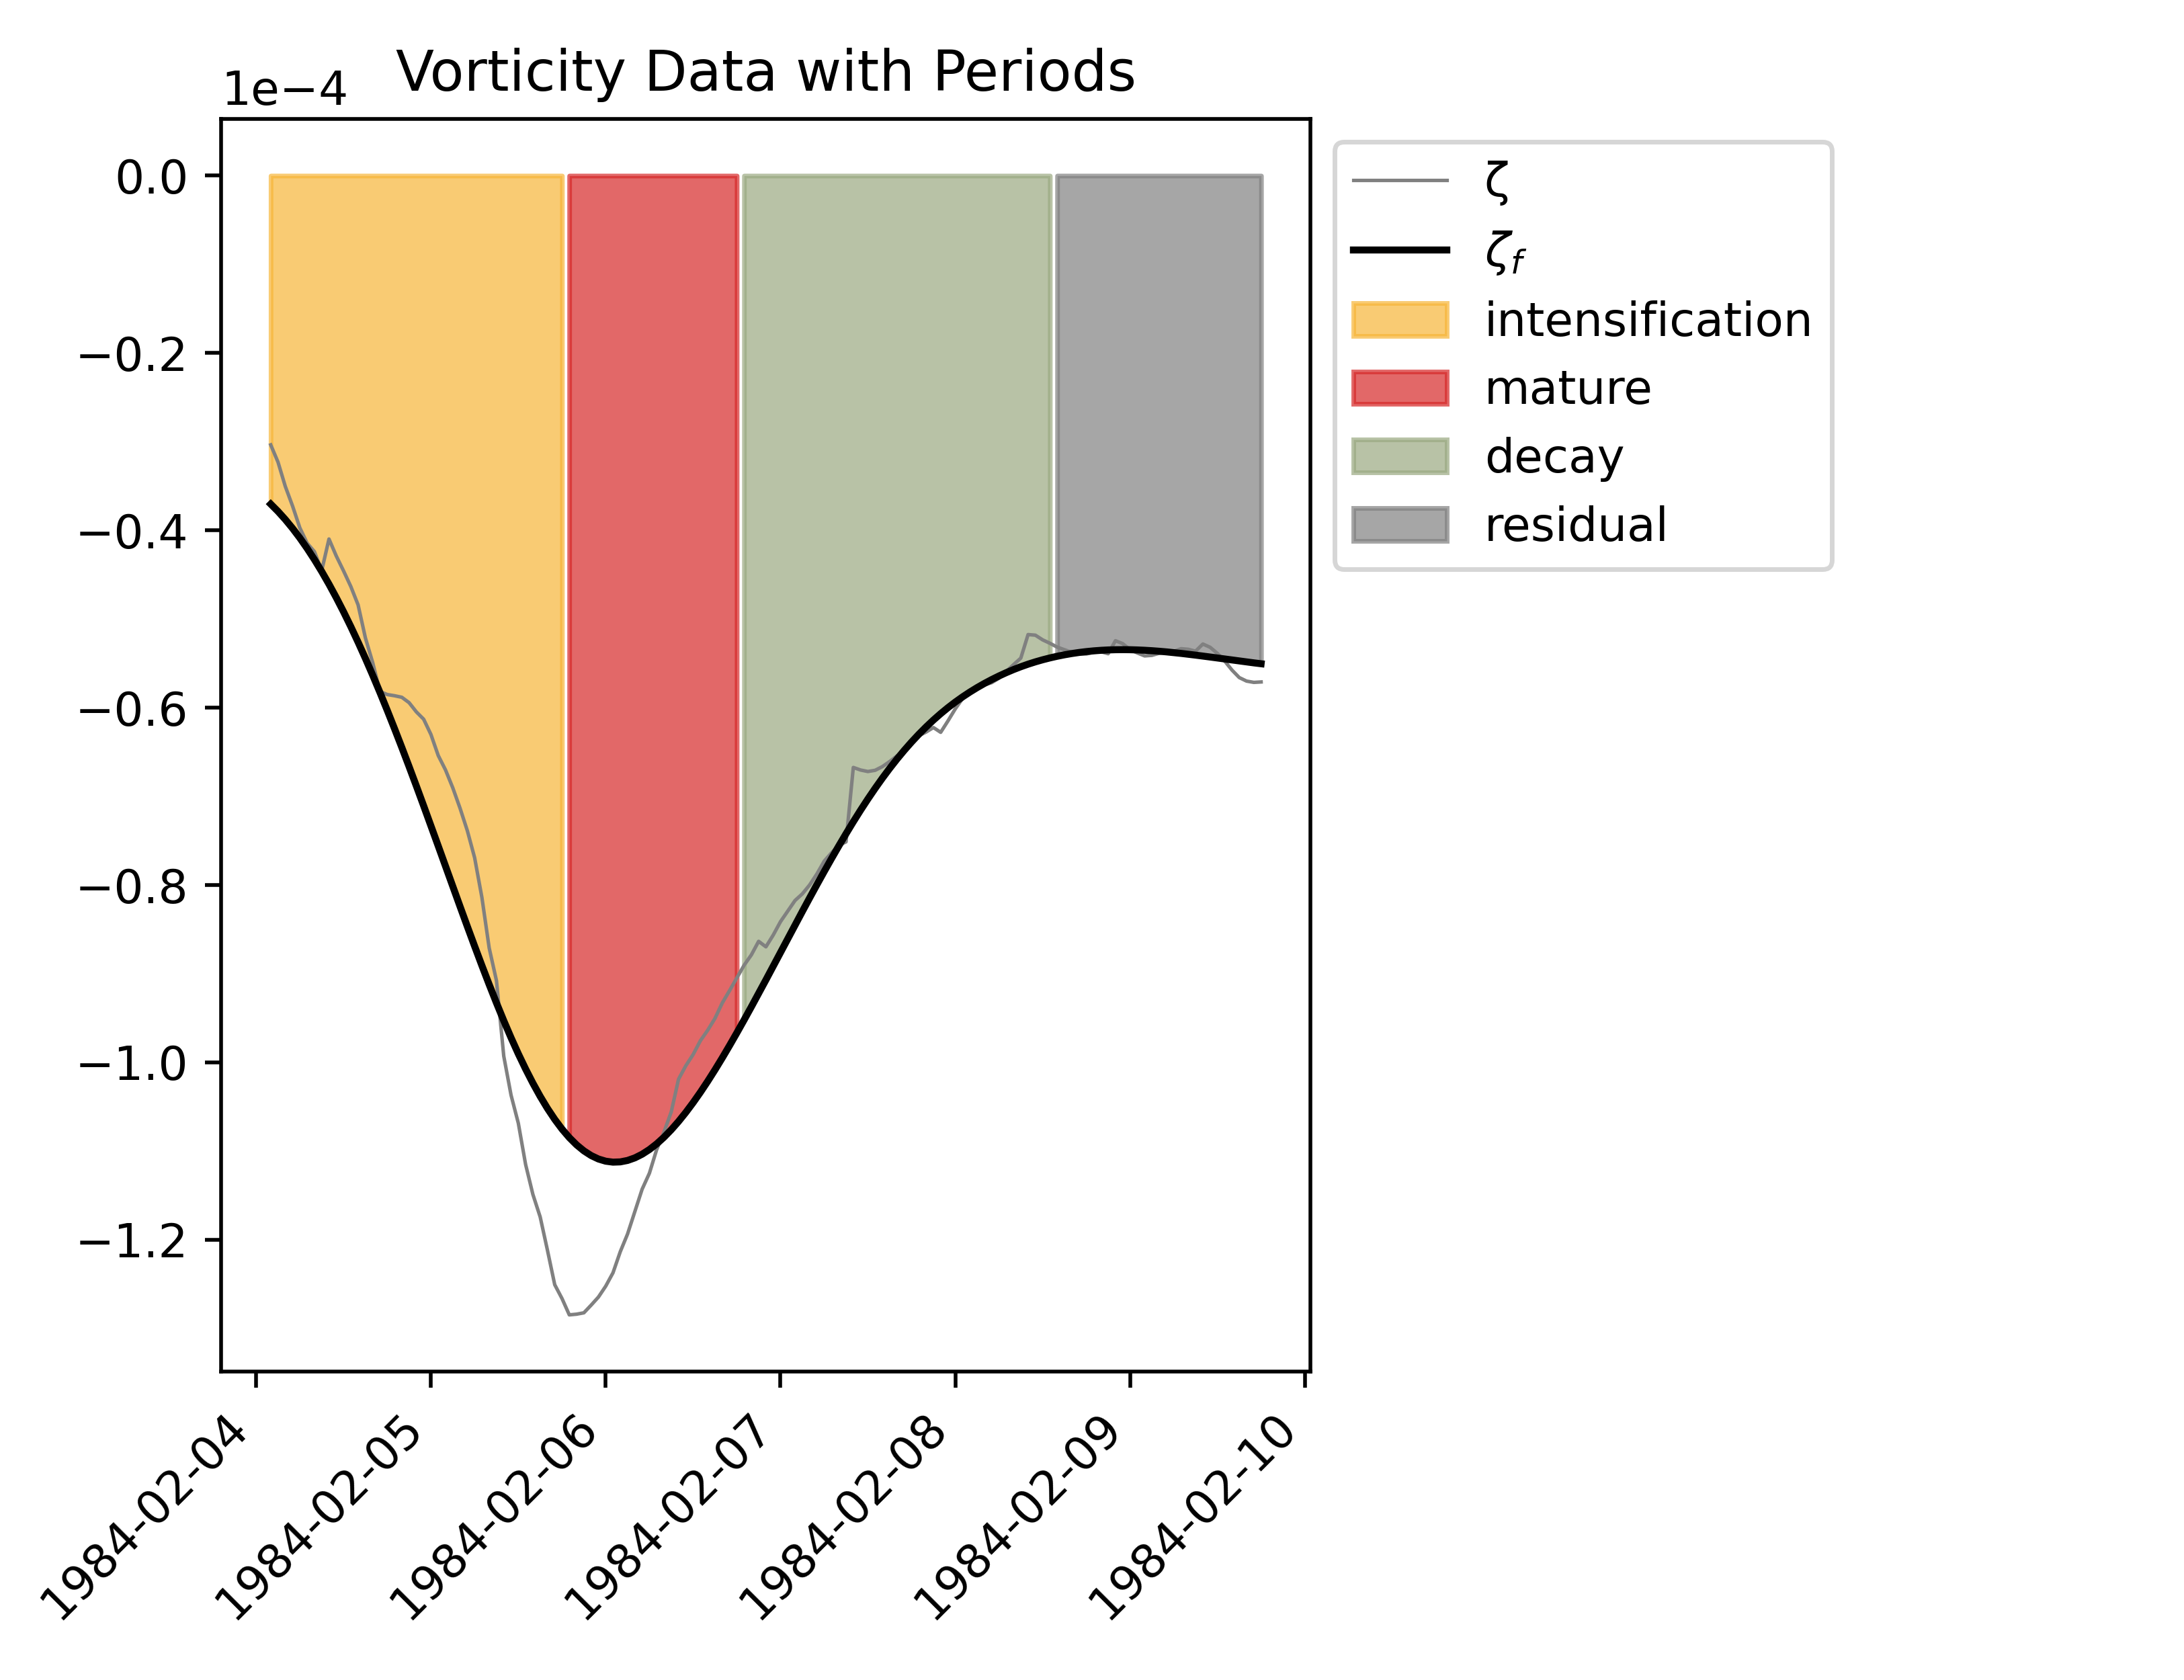 Vorticity Data with Periods
1e−4
0.0
−0.2
−0.4
−0.6
−0.8
−1.0
−1.2
1984-02-04
1984-02-05
1984-02-06
1984-02-07
1984-02-08
1984-02-09
1984-02-10
ζ
ζf
intensification
mature
decay
residual